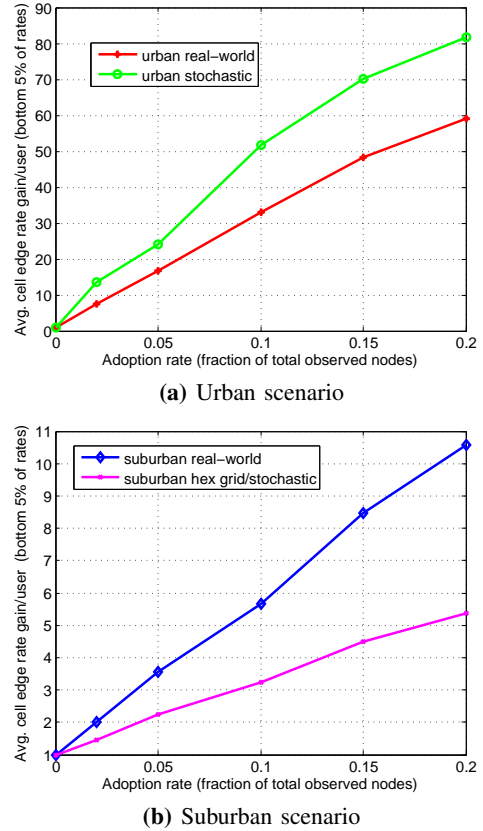 90
80
70
60
50
40
30
20
10
0
Avg. cell edge rate gain/user (bottom 5% of rates)
urban real-world
urban stochastic
0 0.05 0.1 0.15 0.2
Adoption rate (fraction of total observed nodes)
(a) Urban scenario
11
10
9
8
7
6
5
4
3
2
1
Avg. cell edge rate gain/user (bottom 5% of rates)
suburban real-world
suburban hex grid/stochastic
0 0.05 0.1 0.15 0.2
Adoption rate (fraction of total observed nodes)
(b) Suburban scenario